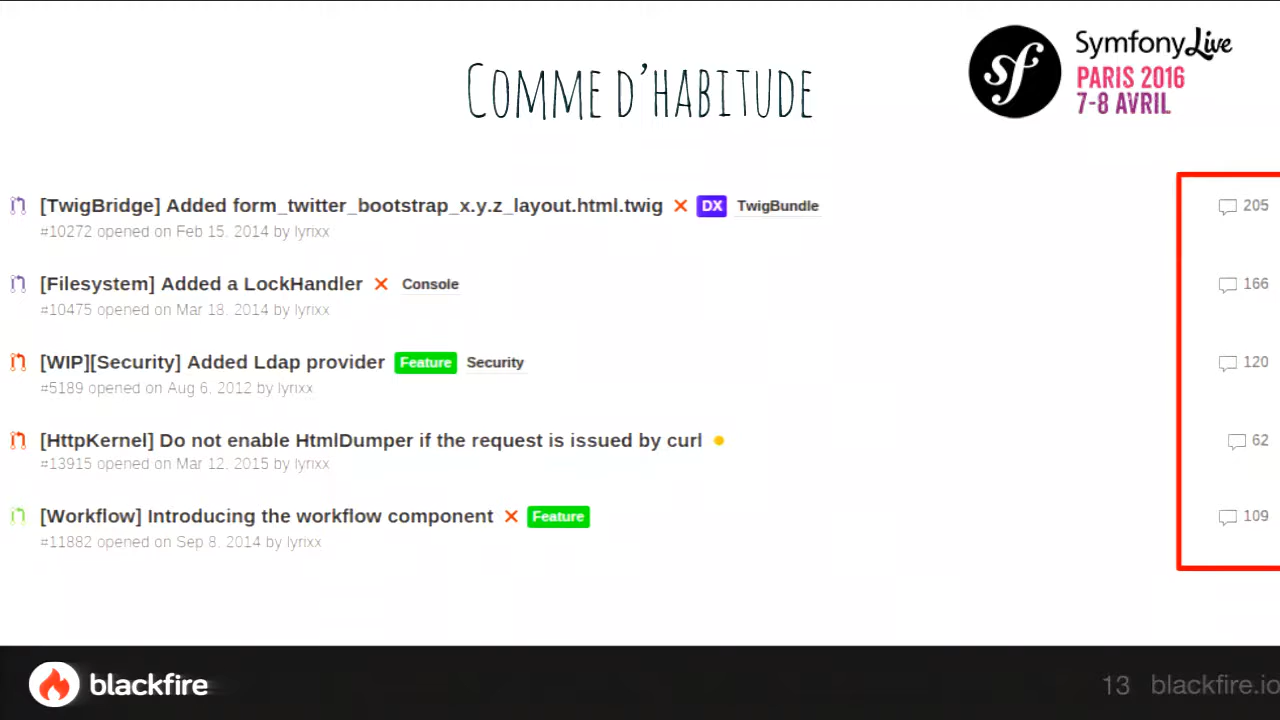 SymfonyLive
PARIS 2016
7-8 AVRIL
COMME D'HABITUDE
[TwigBridge] Added form_twitter_bootstrap_x.y.z_layout.html.twig DX TwigBundle 205
#10272 opened on Feb 15, 2014 by lyrixx
[Filesystem] Added a LockHandler Console 166
#10475 opened on Mar 18, 2014 by lyrixx
[WIP][Security] Added Ldap provider Feature Security 120
#5189 opened on Aug 6, 2012 by lyrixx
[HttpKernel] Do not enable HtmlDumper if the request is issued by curl 62
#13915 opened on Mar 12, 2015 by lyrixx
[Workflow] Introducing the workflow component Feature 109
#11882 opened on Sep 8, 2014 by lyrixx
blackfire 13 blackfire.io